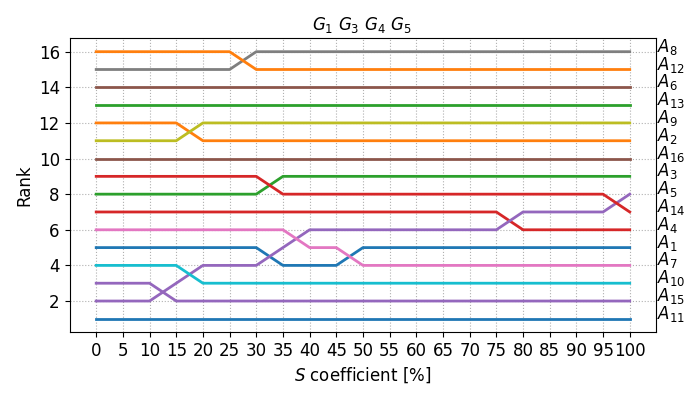 G₁ G₃ G₄ G₅
Rank
16
14
12
10
8
6
4
2
A₈
A₁₂
A₆
A₁₃
A₉
A₂
A₁₆
A₃
A₅
A₁₄
A₄
A₁
A₇
A₁₀
A₁₅
A₁₁
0 5 10 15 20 25 30 35 40 45 50 55 60 65 70 75 80 85 90 95 100
S coefficient [%]